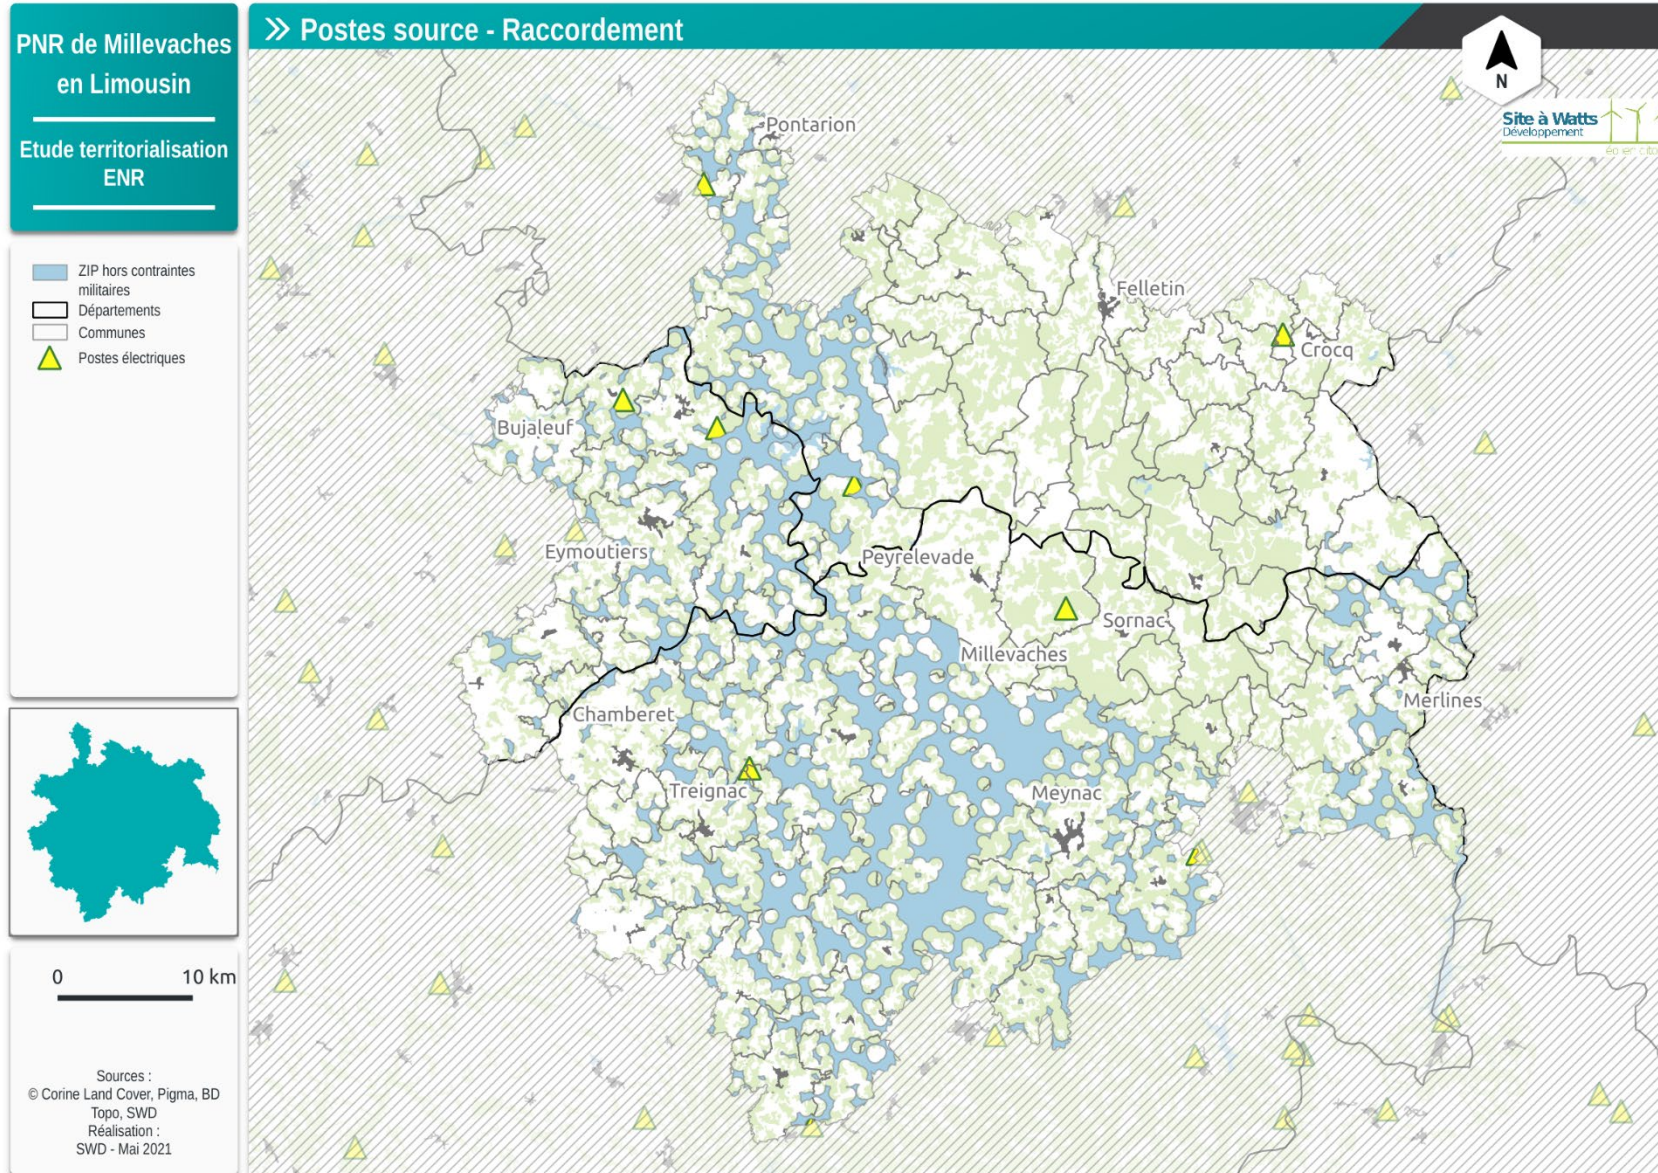 PNR de Millevaches
en Limousin
Etude territorialisation
ENR
Postes source - Raccordement
N
Site à Watts
Développement
ZIP hors contraintes
militaires
Départements
Communes
Postes électriques
Pontarion
Felletin
Crocq
Bujaleuf
Eymoutiers
Peyrelevade
Sornac
Millevaches
Merlines
Chamberet
Treignac
Meynac
0 10 km
Sources :
© Corine Land Cover, Pigma, BD
Topo, SWD
Réalisation :
SWD - Mai 2021